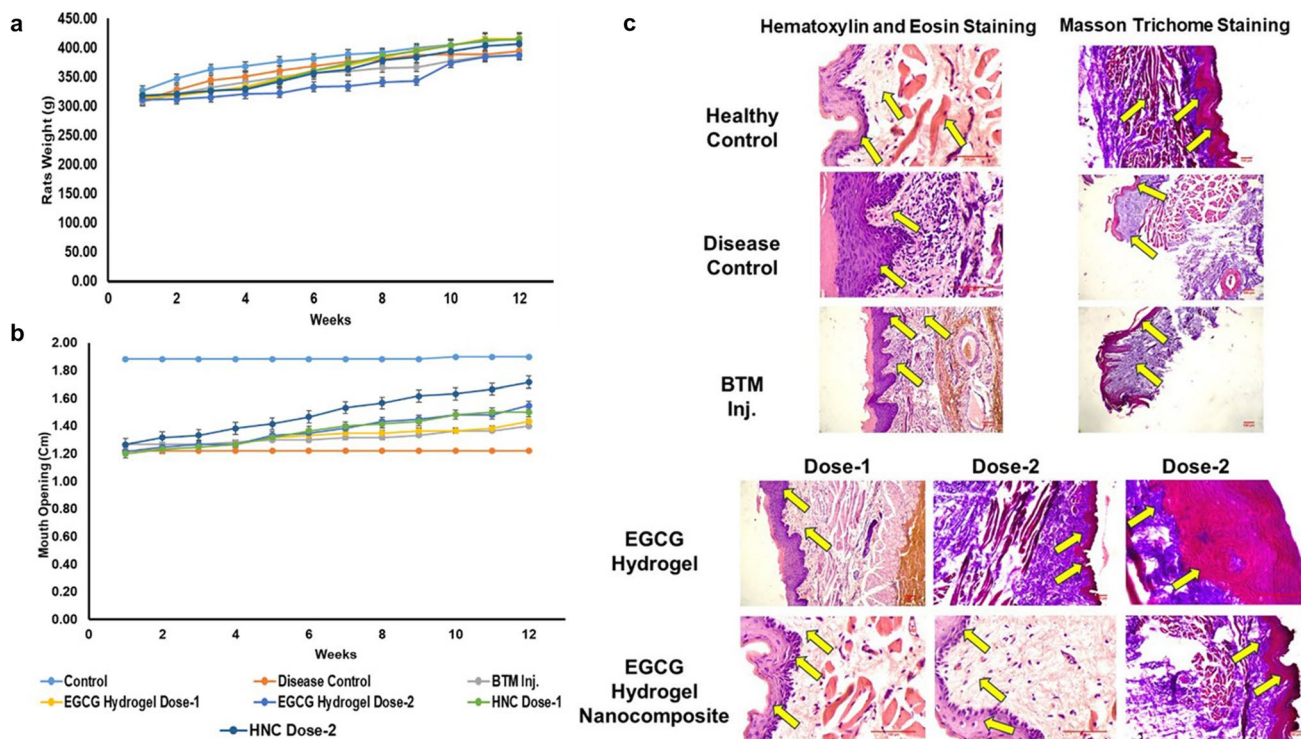 a
450.00
400.00
350.00
300.00
250.00
200.00
150.00
100.00
50.00
0.00
Rats Weight (g)
0 2 4 6 8 10 12
Weeks
b
2.00
1.80
1.60
1.40
1.20
1.00
0.80
0.60
0.40
0.20
0.00
Mouth Opening (Cm)
0 2 4 6 8 10 12
Weeks
Control
Disease Control
BTM Inj.
EGCG Hydrogel Dose-1
EGCG Hydrogel Dose-2
HNC Dose-1
HNC Dose-2
c
Hematoxylin and Eosin Staining
Masson Trichome Staining
Healthy
Control
Disease
Control
BTM
Inj.
Dose-1
Dose-2
Dose-2
EGCG
Hydrogel
EGCG
Hydrogel
Nanocomposite